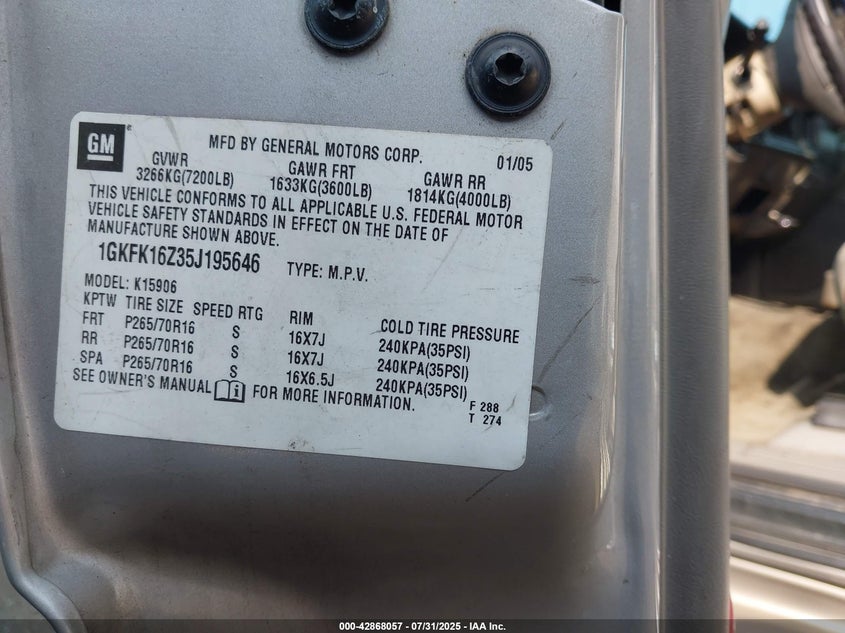 GM
MFD BY GENERAL MOTORS CORP. 01/05
GVWR GAWR FRT GAWR RR
3266KG(7200LB) 1633KG(3600LB) 1814KG(4000LB)
THIS VEHICLE CONFORMS TO ALL APPLICABLE U.S. FEDERAL MOTOR
VEHICLE SAFETY STANDARDS IN EFFECT ON THE DATE OF
MANUFACTURE SHOWN ABOVE.
1GKFK16Z35J195646 TYPE: M.P.V.
MODEL: K15906
KPTW TIRE SIZE SPEED RTG RIM COLD TIRE PRESSURE
FRT P265/70R16 S 16X7J 240KPA(35PSI)
RR P265/70R16 S 16X7J 240KPA(35PSI)
SPA P265/70R16 S 16X6.5J 240KPA(35PSI)
SEE OWNER'S MANUAL FOR MORE INFORMATION.
F 288
T 274
000-42868057 - 07/31/2025 - IAA Inc.